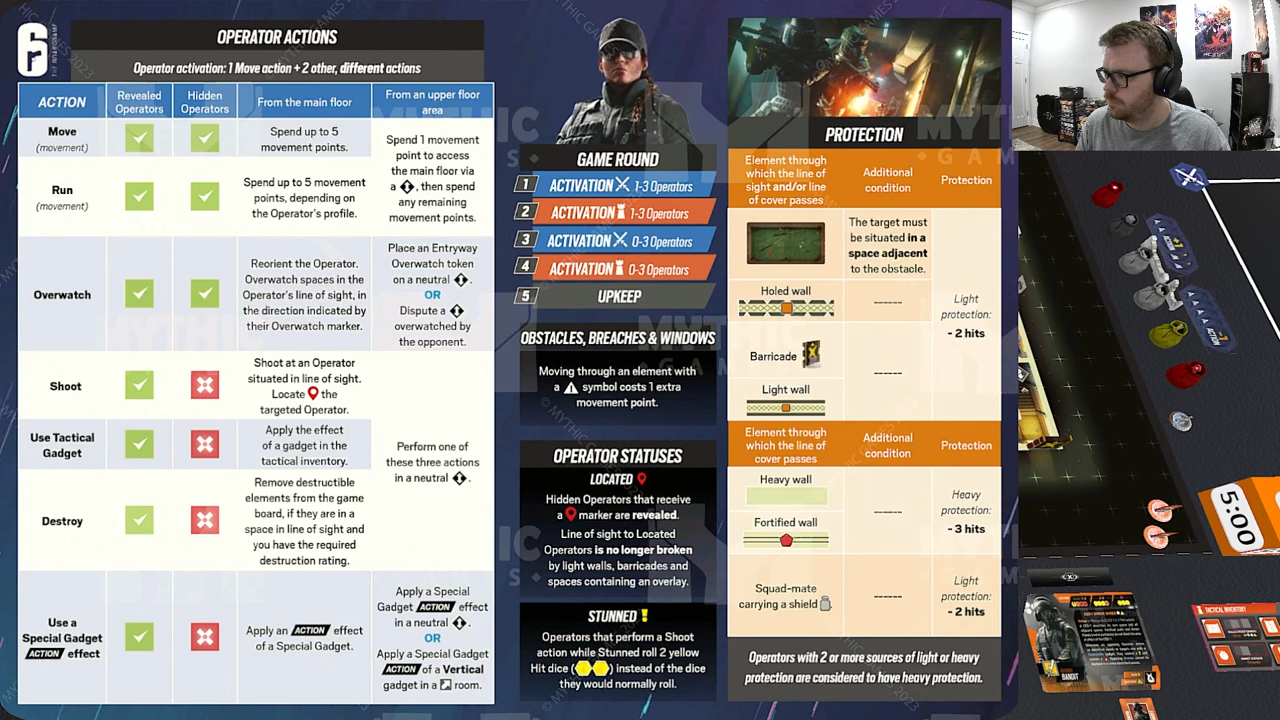 6
OPERATOR ACTIONS
Operator activation: 1 Move action + 2 other, different actions
ACTION
Revealed
Operators
Hidden
Operators
From the main floor
From an upper floor
area
Move
(movement)
Spend up to 5
movement points.
Spend 1 movement
point to access
the main floor via
a , then spend
any remaining
movement points.
Run
(movement)
Spend up to 5 movement
points, depending on
the Operator's profile.
Overwatch
Reorient the Operator.
Overwatch spaces in the
Operator's line of sight, in
the direction indicated by
their Overwatch marker.
Place an Entryway
Overwatch token
on a neutral .
OR
Dispute a
overwatched by
the opponent.
Shoot
Shoot at an Operator
situated in line of sight.
Locate the
targeted Operator.
Perform one of
these three actions
in a neutral .
Use Tactical
Gadget
Apply the effect
of a gadget in the
tactical inventory.
Destroy
Remove destructible
elements from the game
board, if they are in a
space in line of sight and
you have the required
destruction rating.
Use a
Special Gadget
ACTION effect
Apply an ACTION effect
of a Special Gadget.
Apply a Special
Gadget ACTION effect
in a neutral .
OR
Apply a Special Gadget
ACTION of a Vertical
gadget in a room.
GAME ROUND
1 ACTIVATION 1-3 Operators
2 ACTIVATION 1-3 Operators
3 ACTIVATION 0-3 Operators
4 ACTIVATION 0-3 Operators
5 UPKEEP
OBSTACLES, BREACHES & WINDOWS
Moving through an element with
a symbol costs 1 extra
movement point.
OPERATOR STATUSES
LOCATED
Hidden Operators that receive
a marker are revealed.
Line of sight to Located
Operators is no longer broken
by light walls, barricades and
spaces containing an overlay.
STUNNED
Operators that perform a Shoot
action while Stunned roll 2 yellow
Hit dice ( ) instead of the dice
they would normally roll.
PROTECTION
Element through
which the line of
sight and/or line
of cover passes
Additional
condition
Protection
The target must
be situated in a
space adjacent
to the obstacle.
Holed wall
------
Light
protection:
- 2 hits
Barricade
------
Light wall
Element through
which the line of
cover passes
Additional
condition
Protection
Heavy wall
------
Heavy
protection:
- 3 hits
Fortified wall
Squad-mate
carrying a shield .
------
Light
protection:
- 2 hits
Operators with 2 or more sources of light or heavy
protection are considered to have heavy protection.
5:00
ACTION
TACTICAL INVENTORY
BANDIT
MYTHIC
GAMES